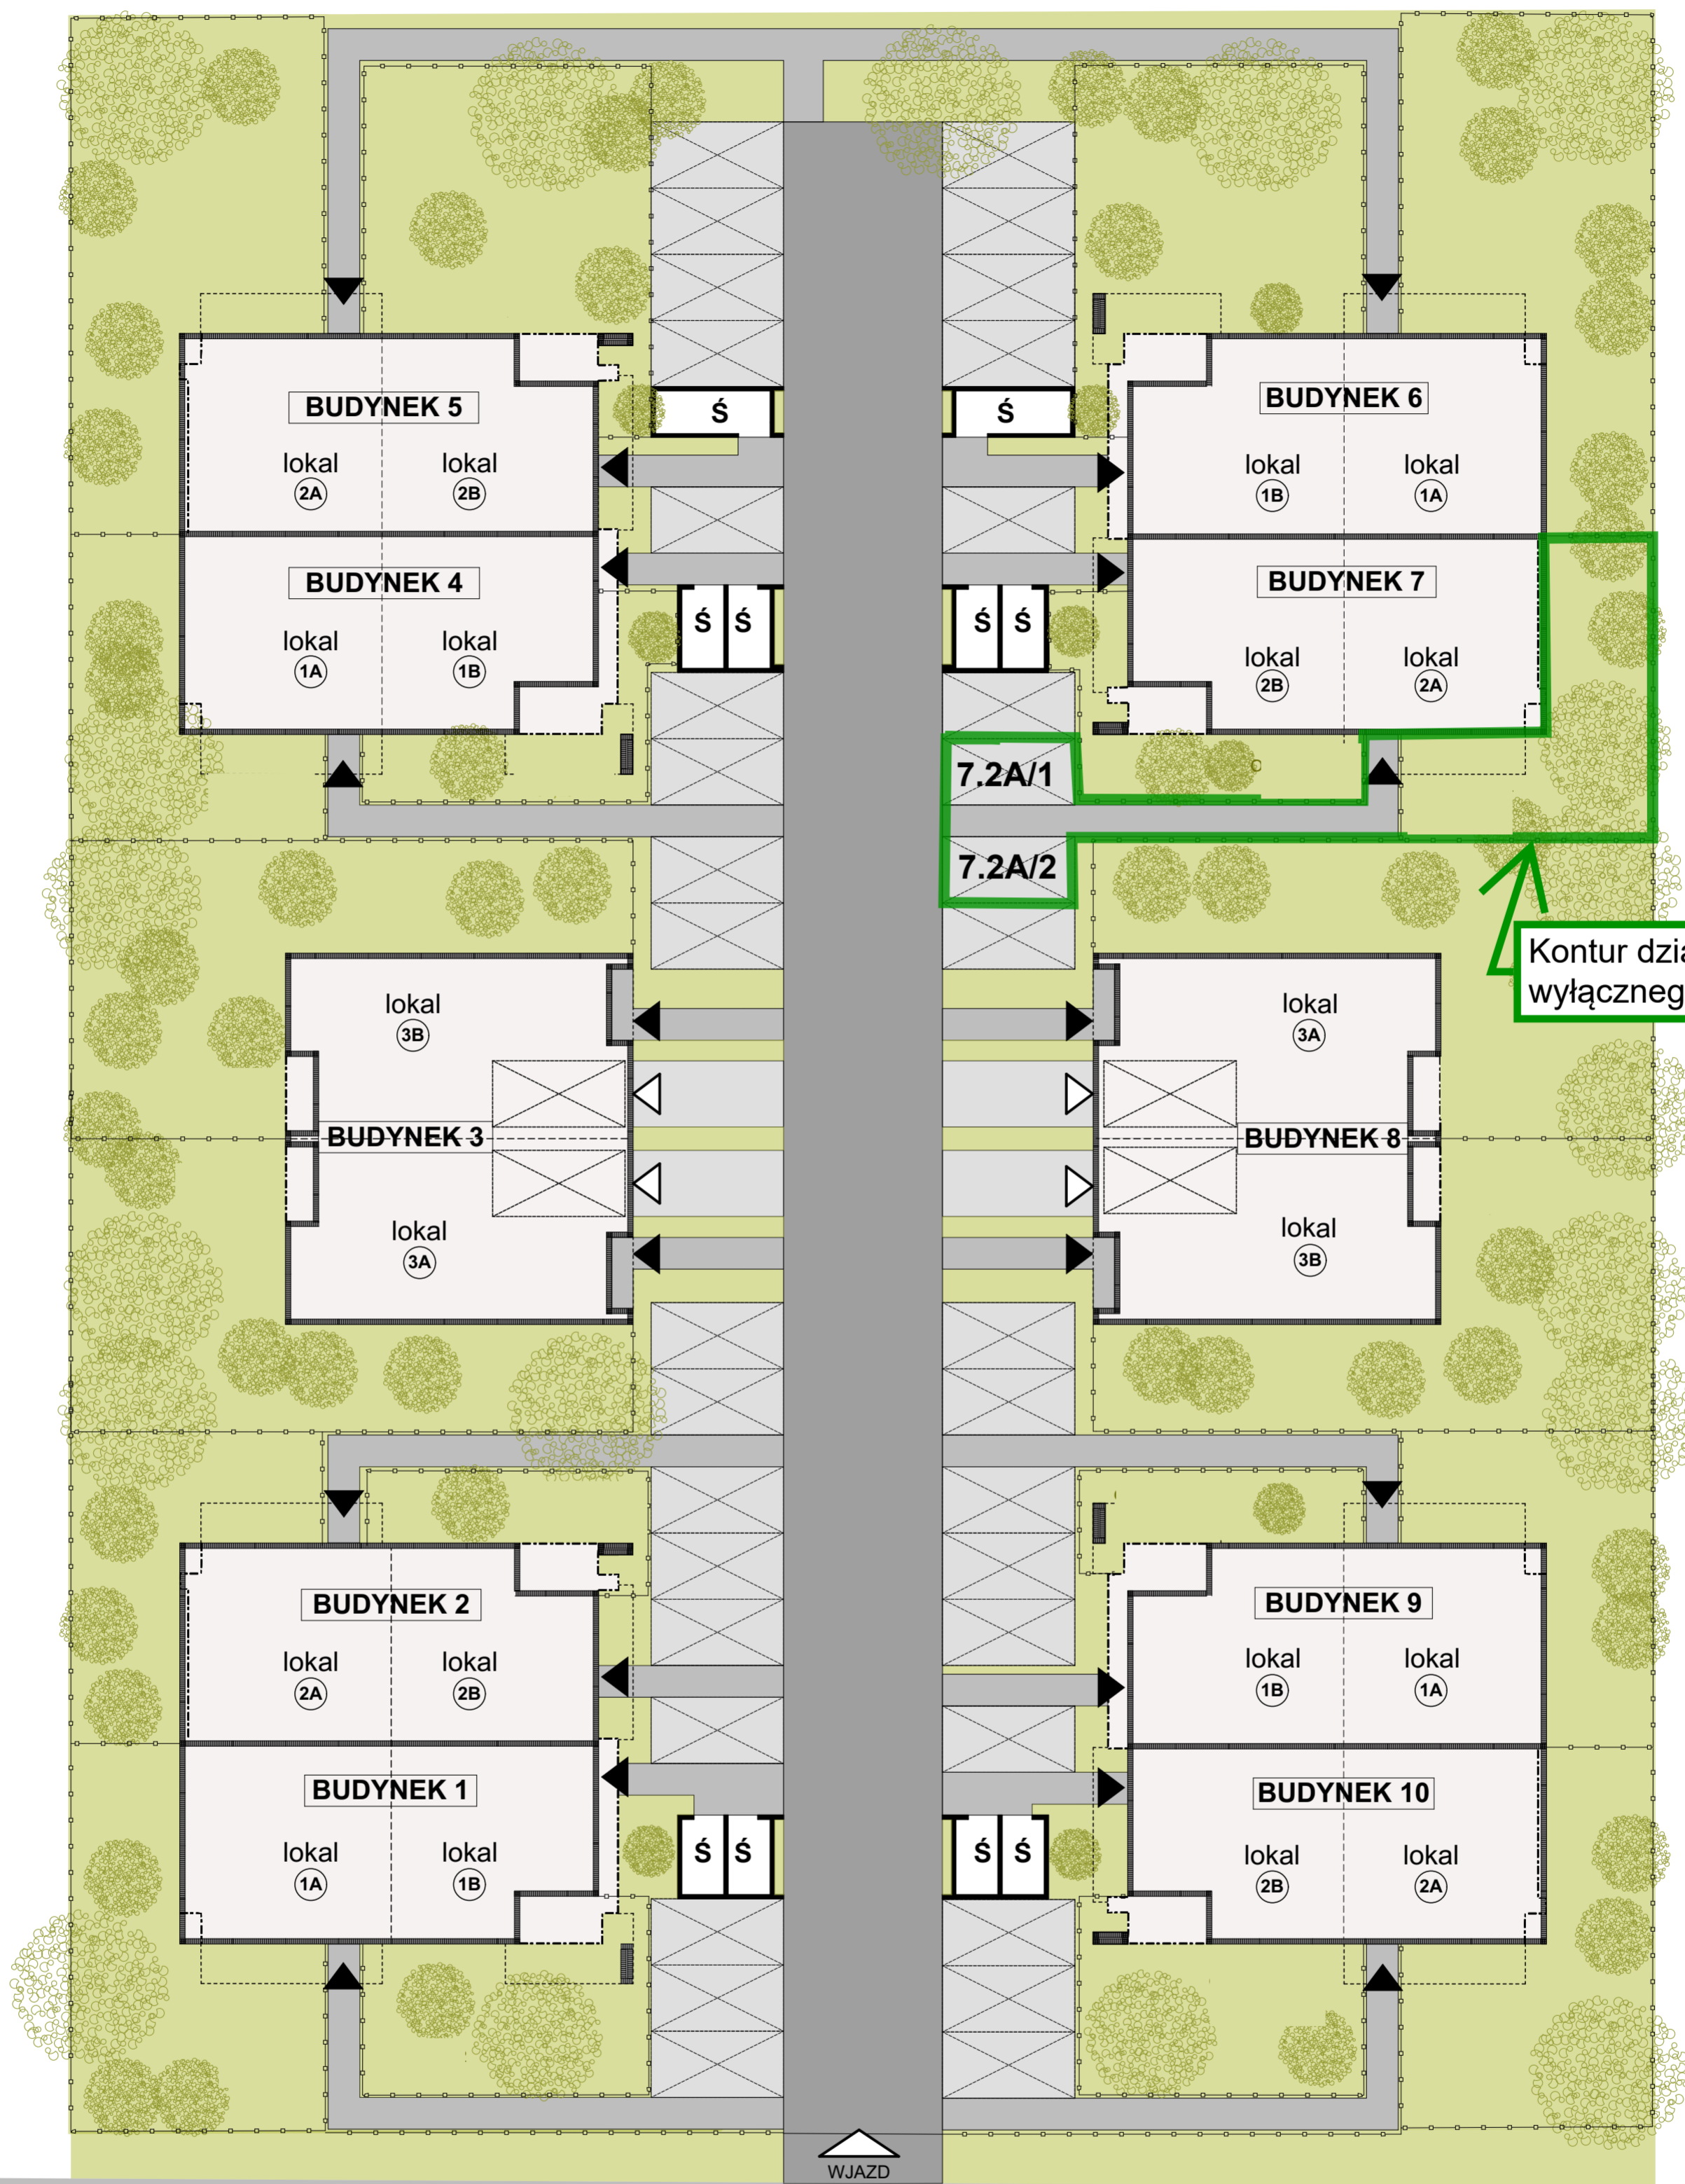 Ś
Ś
BUDYNEK 5
BUDYNEK 6
lokal
2A
lokal
2B
lokal
1B
lokal
1A
BUDYNEK 4
BUDYNEK 7
Ś Ś
Ś Ś
lokal
1A
lokal
1B
lokal
2B
lokal
2A
7.2A/1
7.2A/2
Kontur
lokal
3B
lokal
3A
BUDYNEK 3
BUDYNEK 8
lokal
3A
lokal
3B
BUDYNEK 2
BUDYNEK 9
lokal
2A
lokal
2B
lokal
1B
lokal
1A
BUDYNEK 1
BUDYNEK 10
Ś Ś
Ś Ś
lokal
1A
lokal
1B
lokal
2B
lokal
2A
WJAZD